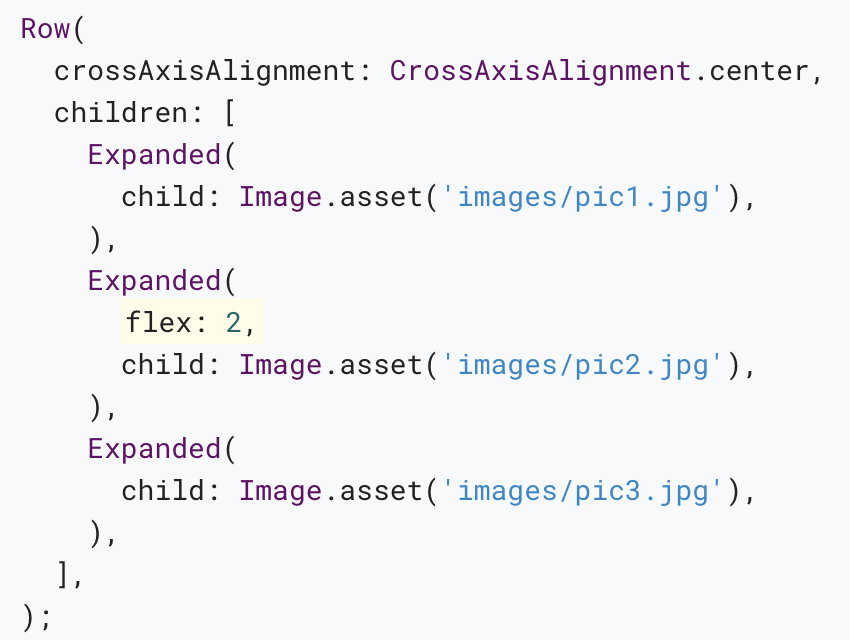 Row(
  crossAxisAlignment: CrossAxisAlignment.center,
  children: [
    Expanded(
      child: Image.asset('images/pic1.jpg'),
    ),
    Expanded(
      flex: 2,
      child: Image.asset('images/pic2.jpg'),
    ),
    Expanded(
      child: Image.asset('images/pic3.jpg'),
    ),
  ],
);